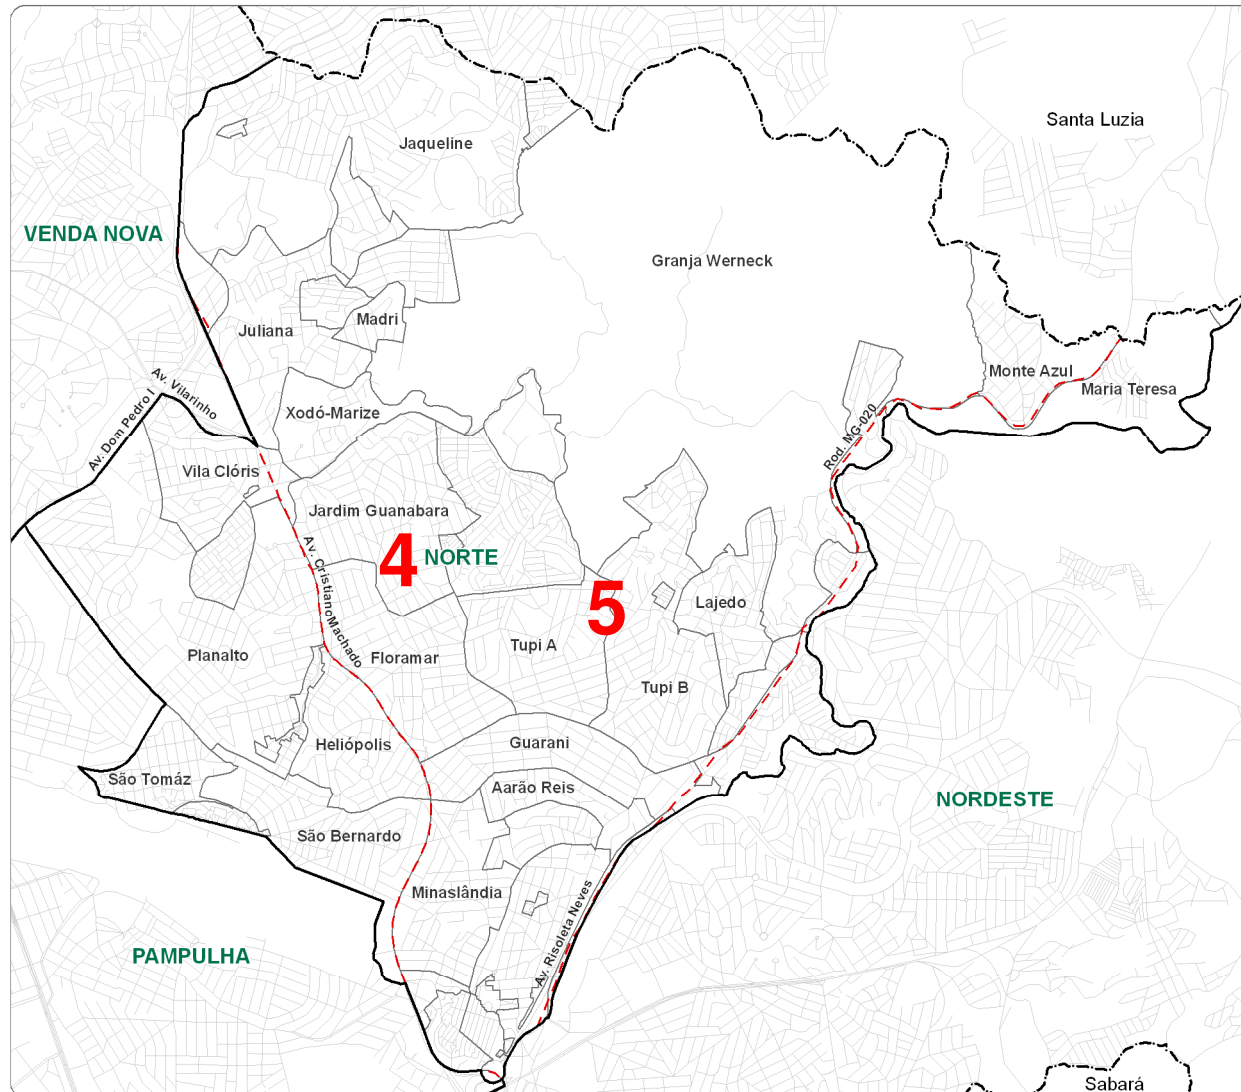 Santa Luzia
Jaqueline
VENDA NOVA
Granja Werneck
Madri
Juliana
Monte Azul
Maria Teresa
Av. Vilarinho
Av. Dom Pedro I
Xodó-Marize
Rod. MG-020
Vila Clóris
Jardim Guanabara
4
NORTE
5
Av. Cristiano Machado
Lajedo
Tupi A
Planalto
Floramar
Tupi B
Heliópolis
Guarani
São Tomáz
Aarão Reis
NORDESTE
São Bernardo
Minaslândia
Av. Risoleta Neves
PAMPULHA
Sabará